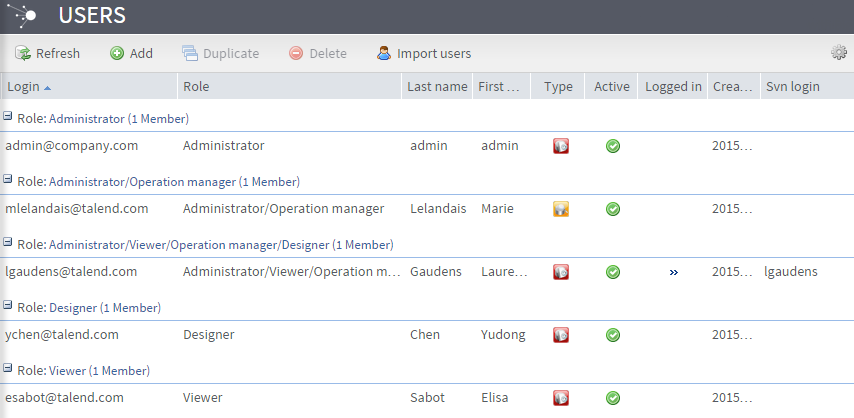 USERS
Refresh Add Duplicate Delete Import users
Login Role Last name First ... Type Active Logged in Crea... Svn login
Role: Administrator (1 Member)
admin@company.com Administrator admin admin 2015...
Role: Administrator/Operation manager (1 Member)
mlelandais@talend.com Administrator/Operation manager Lelandais Marie 2015...
Role: Administrator/Viewer/Operation manager/Designer (1 Member)
lgaudens@talend.com Administrator/Viewer/Operation m... Gaudens Laure... » 2015... lgaudens
Role: Designer (1 Member)
ychen@talend.com Designer Chen Yudong 2015...
Role: Viewer (1 Member)
esabot@talend.com Viewer Sabot Elisa 2015...